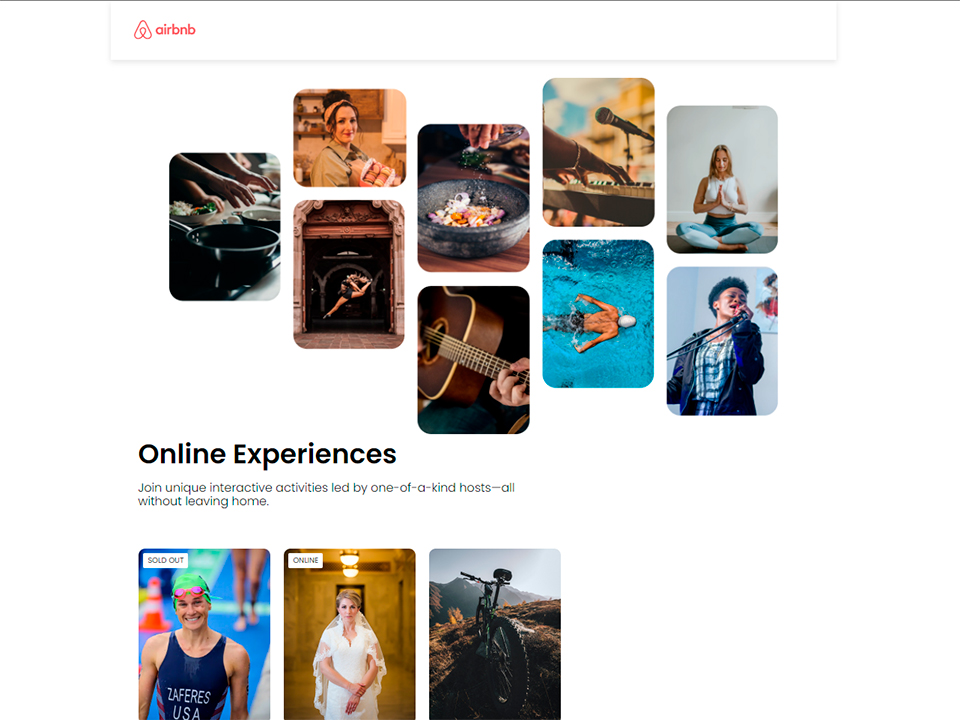 airbnb
Online Experiences
Join unique interactive activities led by one-of-a-kind hosts—all
without leaving home.
SOLD OUT
ONLINE
ZAFERES
USA